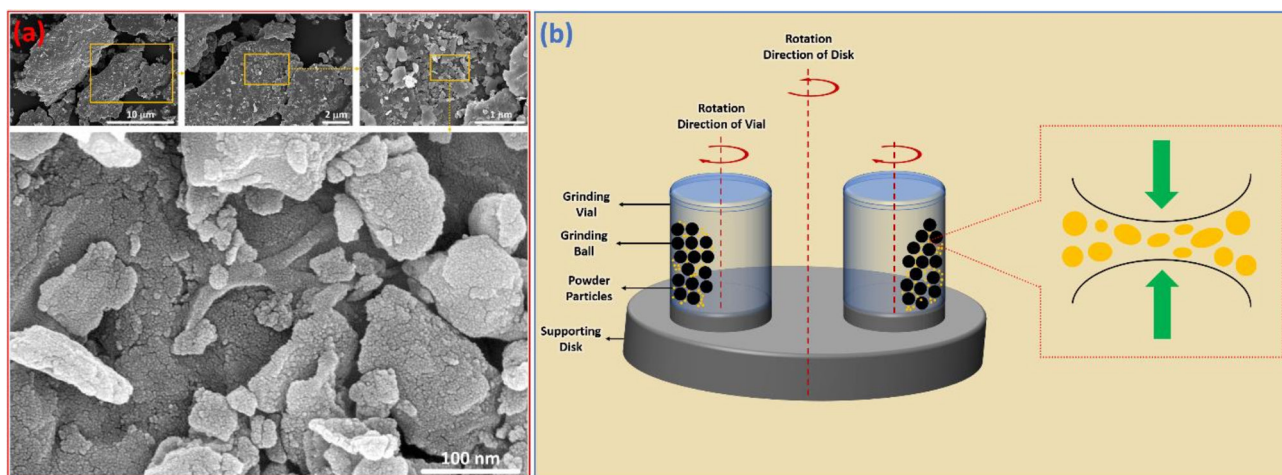 (a)
10 μm
2 μm
1 μm
100 nm
(b)
Rotation
Direction of Disk
Rotation
Direction of Vial
Grinding
Vial
Grinding
Ball
Powder
Particles
Supporting
Disk